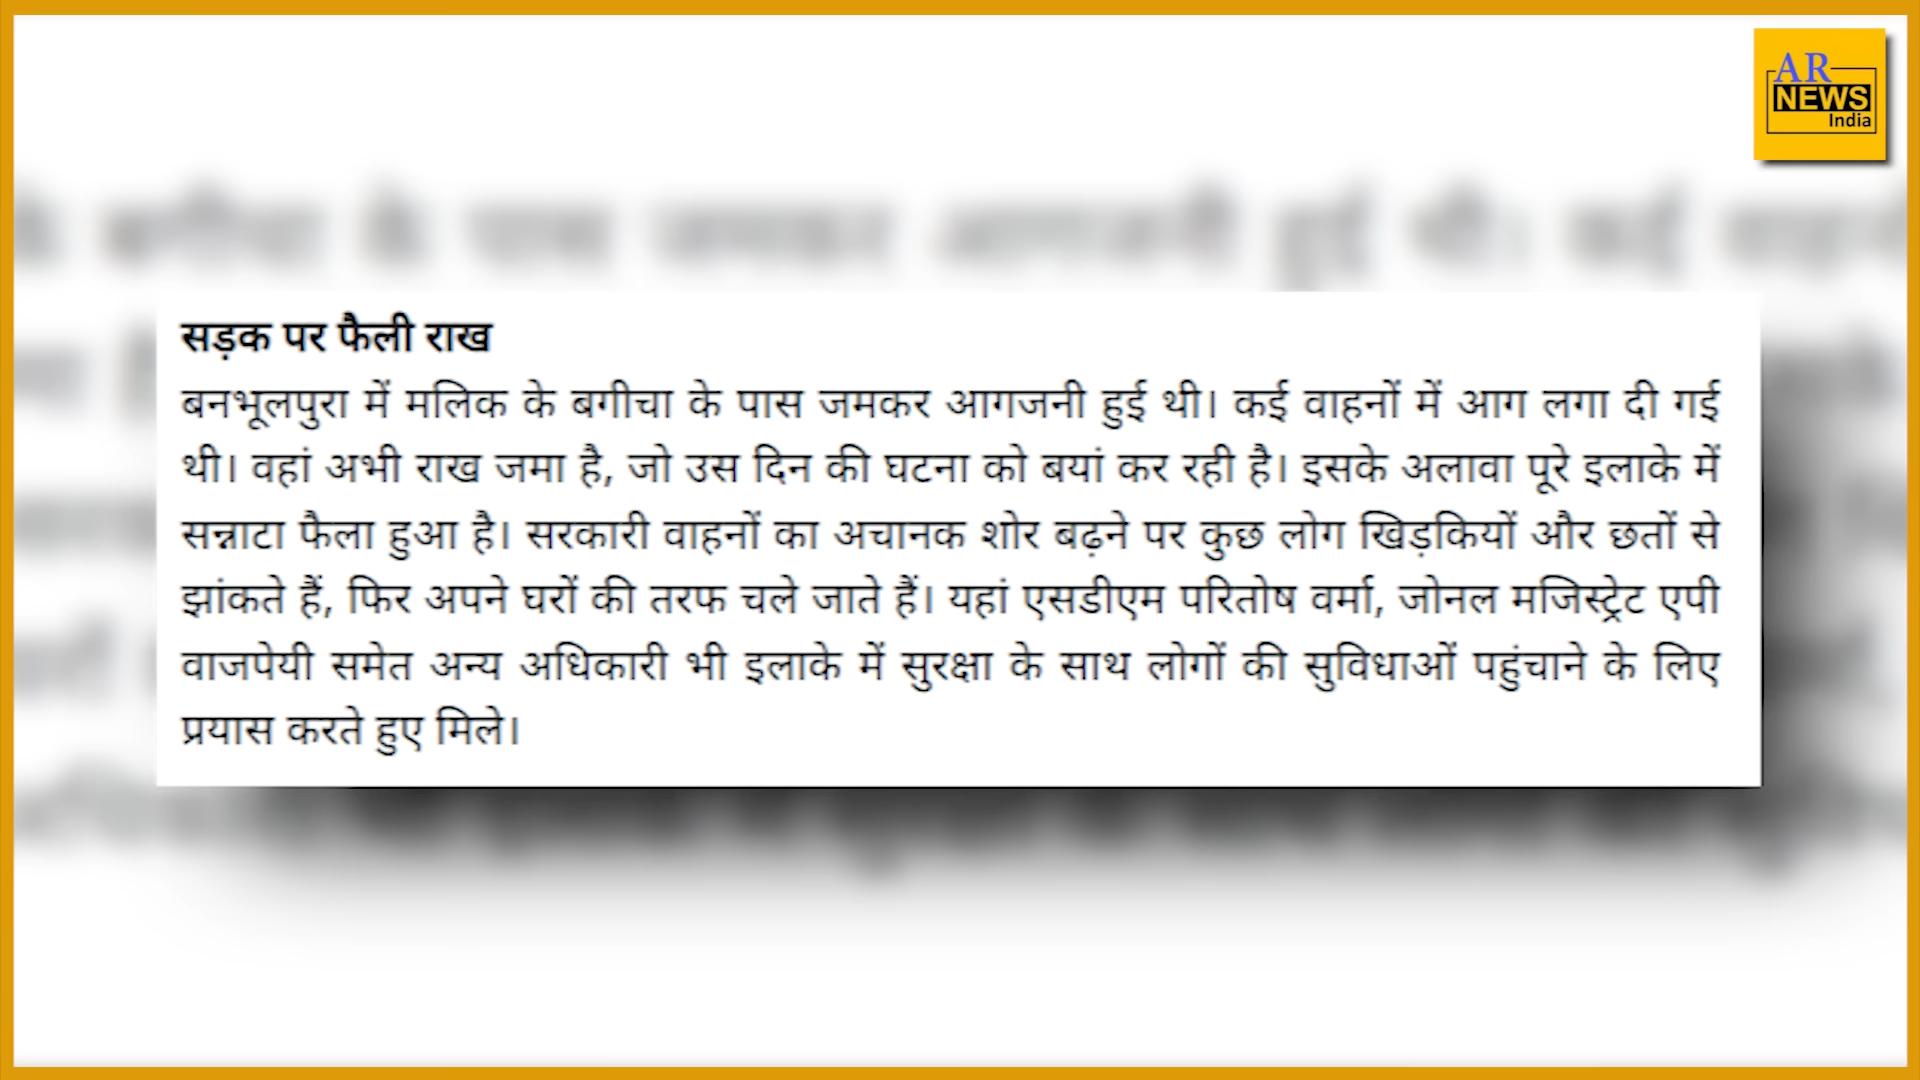 AR
NEWS
India
सड़क पर फैली राख
बनभूलपुरा में मलिक के बगीचा के पास जमकर आगजनी हुई थी। कई वाहनों में आग लगा दी गई
थी। वहां अभी राख जमा है, जो उस दिन की घटना को बयां कर रही है। इसके अलावा पूरे इलाके में
सन्नाटा फैला हुआ है। सरकारी वाहनों का अचानक शोर बढ़ने पर कुछ लोग खिड़कियों और छतों से
झांकते हैं, फिर अपने घरों की तरफ चले जाते हैं। यहां एसडीएम परितोष वर्मा, जोनल मजिस्ट्रेट एपी
वाजपेयी समेत अन्य अधिकारी भी इलाके में सुरक्षा के साथ लोगों की सुविधाओं पहुंचाने के लिए
प्रयास करते हुए मिले।